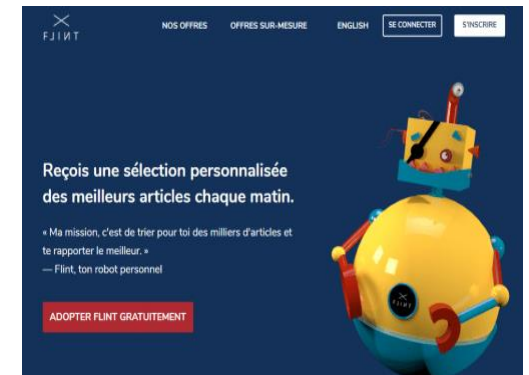 FLINT
NOS OFFRES
OFFRES SUR-MESURE
ENGLISH
SE CONNECTER
S'INSCRIRE
Reçois une sélection personnalisée
des meilleurs articles chaque matin.
« Ma mission, c'est de trier pour toi des milliers d'articles et
te rapporter le meilleur. »
— Flint, ton robot personnel
ADOPTER FLINT GRATUITEMENT
FLINT